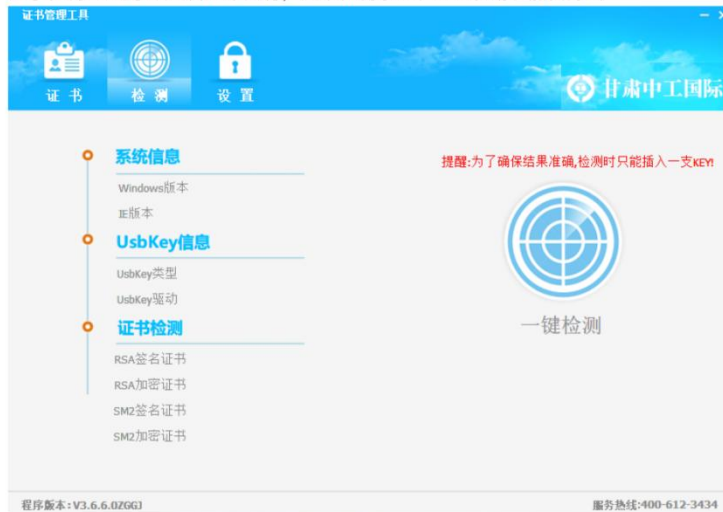 证书管理工具
证书
检测
设置
甘肃中工国际
系统信息
提醒:为了确保结果准确,检测时只能插入一支KEY!
Windows版本
IE版本
UsbKey信息
UsbKey类型
UsbKey驱动
证书检测
一键检测
RSA签名证书
RSA加密证书
SM2签名证书
SM2加密证书
程序版本:V3.6.6.0ZGGJ
服务热线:400-612-3434